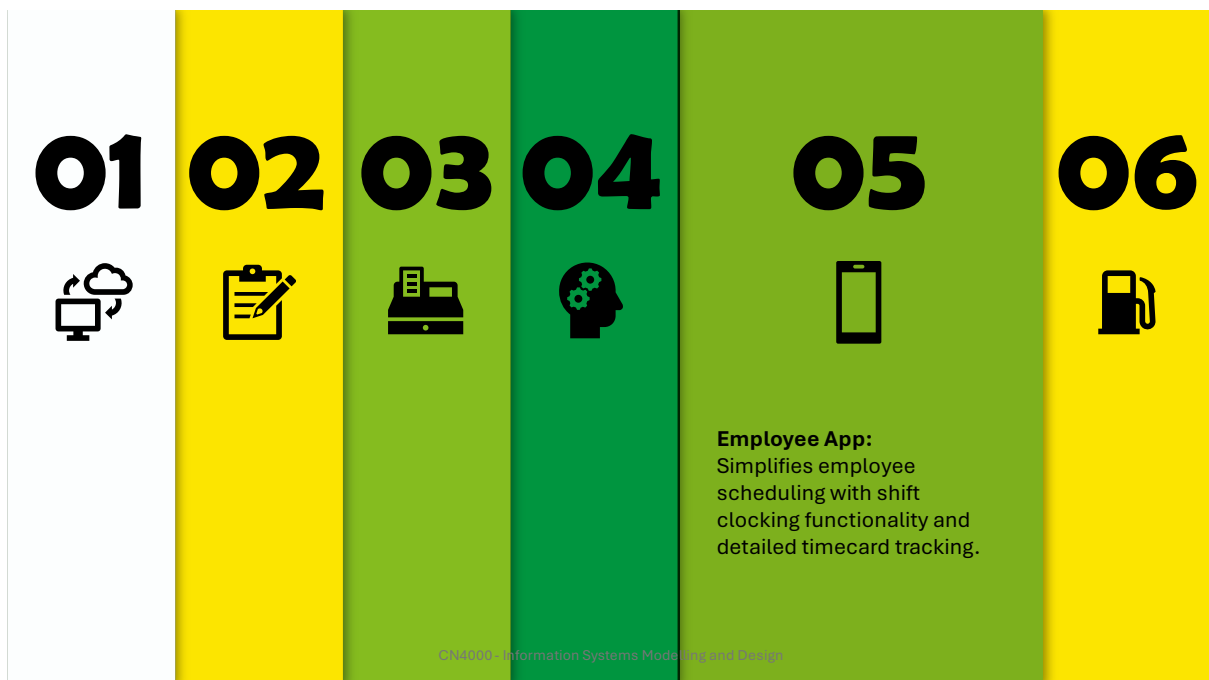 01
02
03
04
05
06
Employee App:
Simplifies employee
scheduling with shift
clocking functionality and
detailed timecard tracking.
CN4000 - Information Systems Modelling and Design